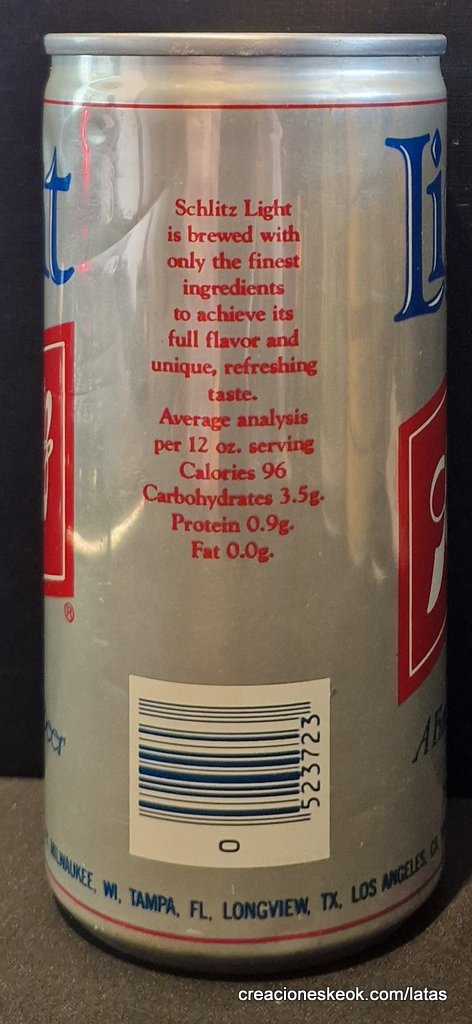 Schlitz Light
is brewed with
only the finest
ingredients
to achieve its
full flavor and
unique, refreshing
taste.
Average analysis
per 12 oz. serving
Calories 96
Carbohydrates 3.5g.
Protein 0.9g.
Fat 0.0g.
t
Li
®
523723
0
MILWAUKEE, WI, TAMPA, FL, LONGVIEW, TX, LOS ANGELES, CA
creacioneskeok.com/latas